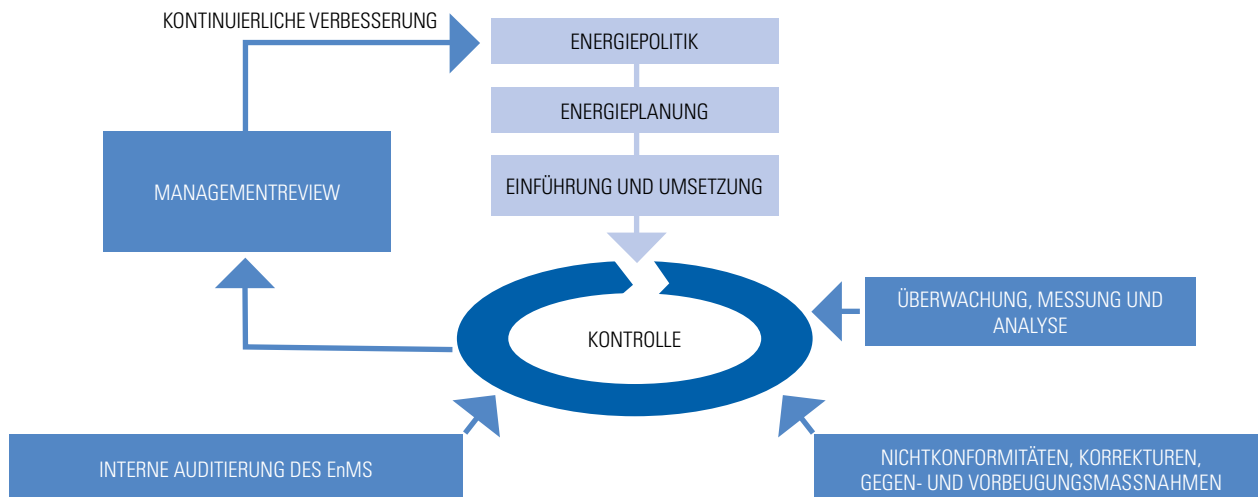 KONTINUIERLICHE VERBESSERUNG
ENERGIEPOLITIK
ENERGIEPLANUNG
MANAGEMENTREVIEW
EINFÜHRUNG UND UMSETZUNG
KONTROLLE
ÜBERWACHUNG, MESSUNG UND
ANALYSE
INTERNE AUDITIERUNG DES EnMS
NICHTKONFORMITÄTEN, KORREKTUREN,
GEGEN- UND VORBEUGUNGSMASSNAHMEN